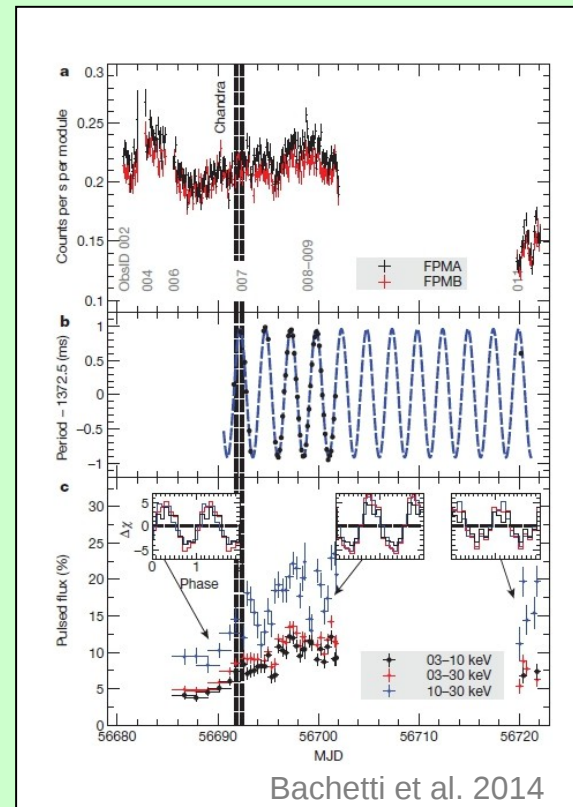 a
Counts per s per module
0.3
0.25
0.2
0.15
0.1
Chandra
ObsID 002
004
006
007
008–009
011
FPMA
FPMB
b
Period − 1372.5 (ms)
1
0.5
0
−0.5
−1
c
Pulsed flux (%)
30
25
20
15
10
5
0
Δχ
5
0
−5
0
1
2
Phase
03–10 keV
03–30 keV
10–30 keV
56680
56690
56700
56710
56720
MJD
Bachetti et al. 2014